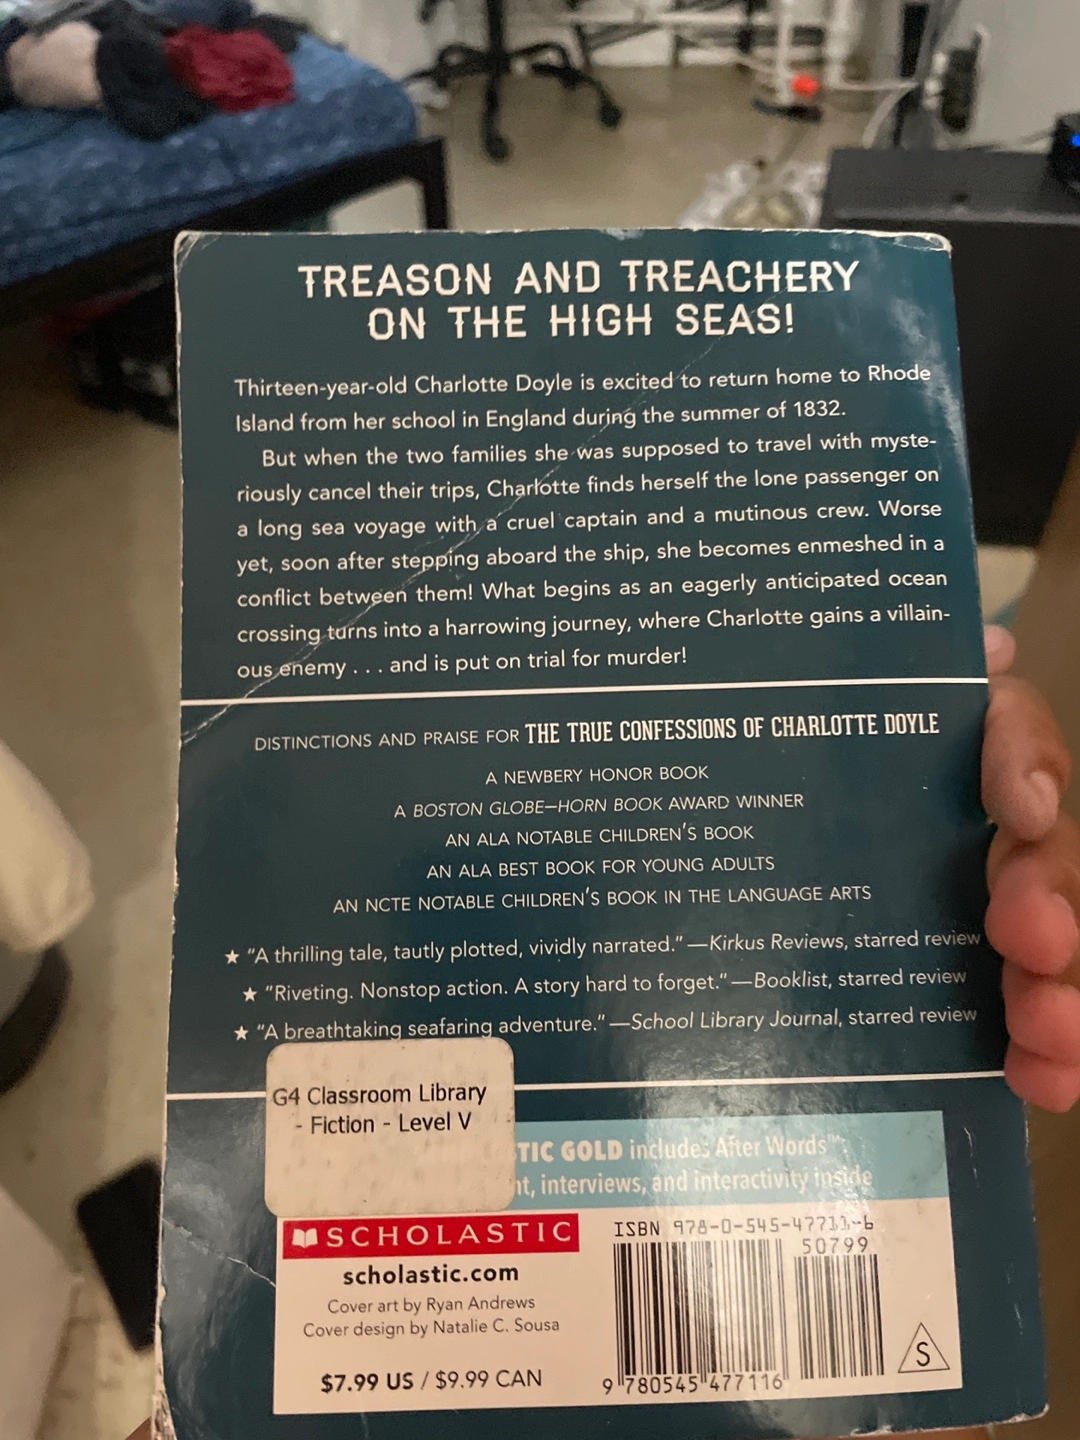 TREASON AND TREACHERY
ON THE HIGH SEAS!
Thirteen-year-old Charlotte Doyle is excited to return home to Rhode
Island from her school in England during the summer of 1832.
But when the two families she was supposed to travel with myste-
riously cancel their trips, Charlotte finds herself the lone passenger on
a long sea voyage with a cruel captain and a mutinous crew. Worse
yet, soon after stepping aboard the ship, she becomes enmeshed in a
conflict between them! What begins as an eagerly anticipated ocean
crossing turns into a harrowing journey, where Charlotte gains a villain-
ous enemy . . . and is put on trial for murder!
DISTINCTIONS AND PRAISE FOR THE TRUE CONFESSIONS OF CHARLOTTE DOYLE
A NEWBERY HONOR BOOK
A BOSTON GLOBE–HORN BOOK AWARD WINNER
AN ALA NOTABLE CHILDREN'S BOOK
AN ALA BEST BOOK FOR YOUNG ADULTS
AN NCTE NOTABLE CHILDREN'S BOOK IN THE LANGUAGE ARTS
★ "A thrilling tale, tautly plotted, vividly narrated." —Kirkus Reviews, starred review
★ "Riveting. Nonstop action. A story hard to forget." —Booklist, starred review
★ "A breathtaking seafaring adventure." —School Library Journal, starred review
G4 Classroom Library
- Fiction - Level V
TIC GOLD includes After Words™
nt, interviews, and interactivity inside
SCHOLASTIC
scholastic.com
Cover art by Ryan Andrews
Cover design by Natalie C. Sousa
$7.99 US / $9.99 CAN
ISBN 978-0-545-47711-6
50799
9 780545 477116
S